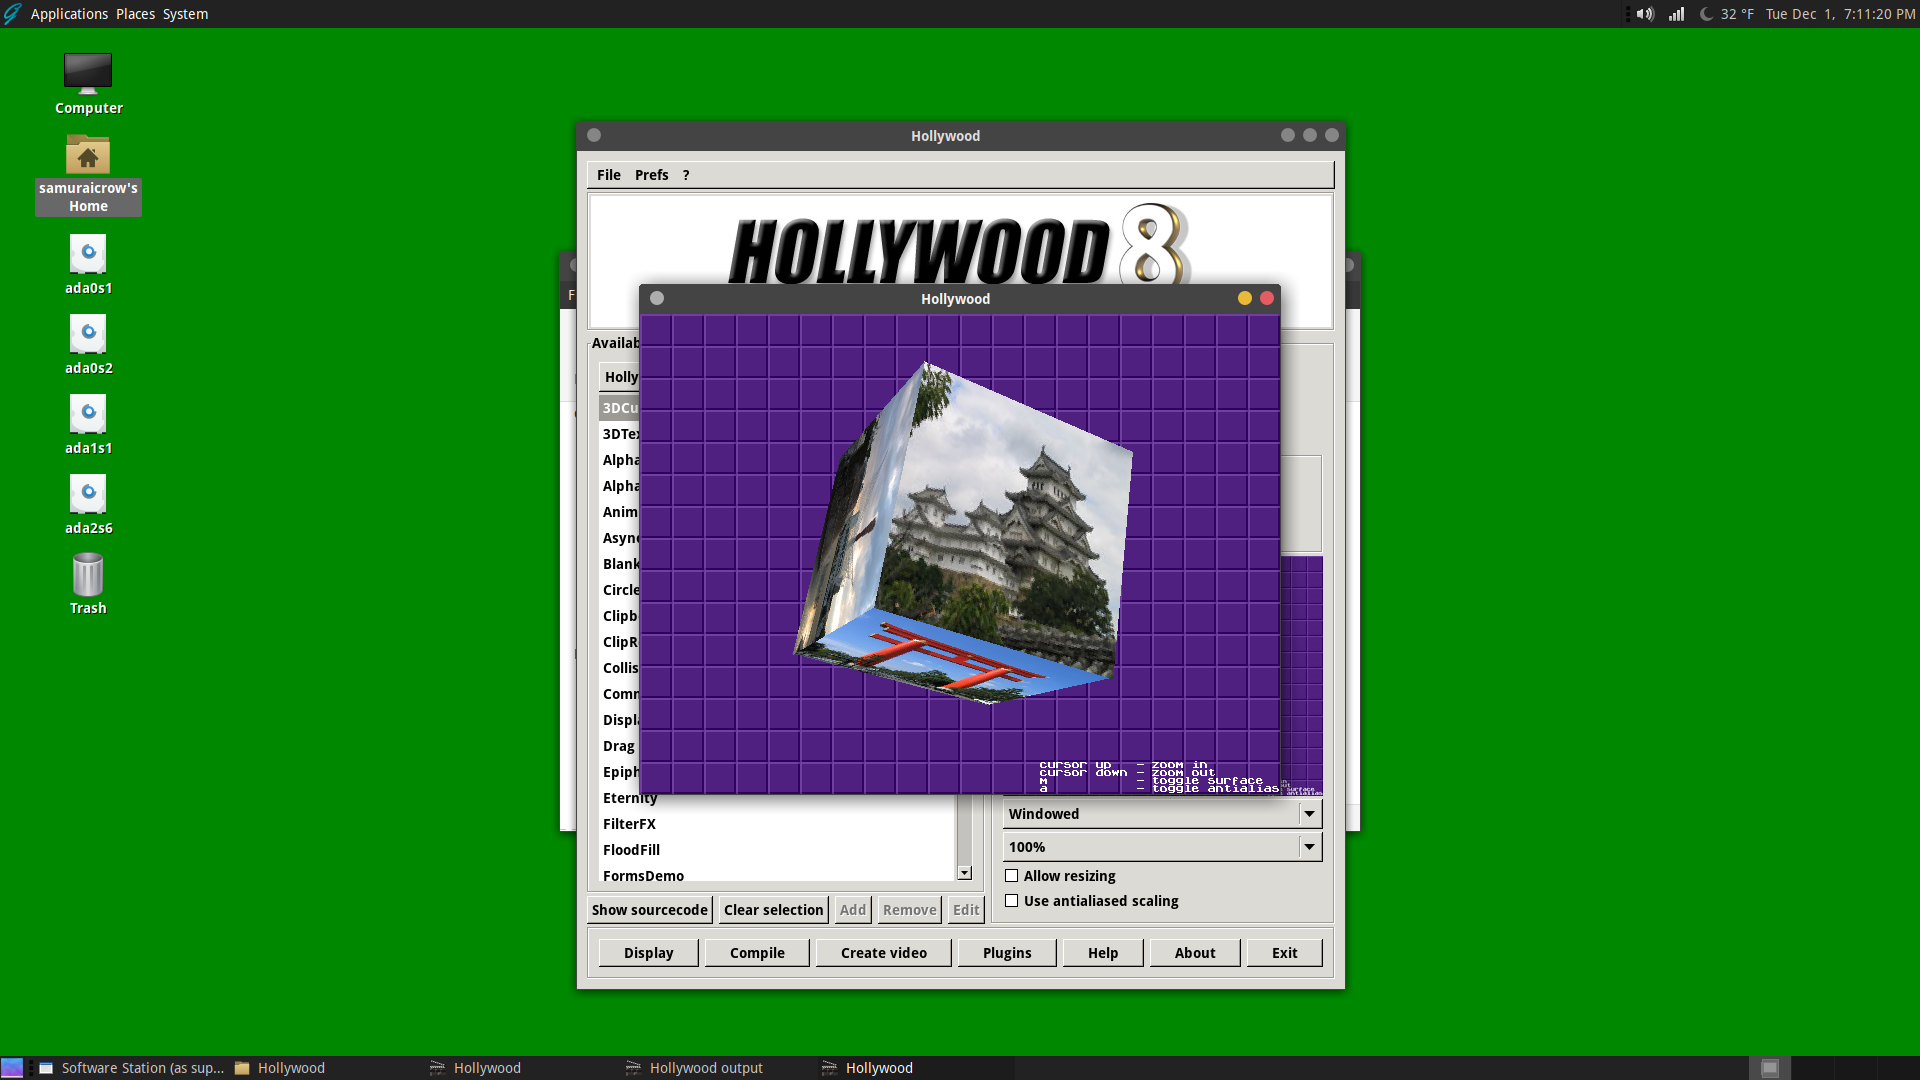 Applications Places System
32 °F Tue Dec 1, 7:11:20 PM
Computer
samuraicrow's
Home
ada0s1
ada0s2
ada1s1
ada2s6
Trash
Hollywood
File Prefs ?
HOLLYWOOD 8
F
Hollywood
Availab
Holly
3DCu
3DTex
Alpha
Alpha
Anim
Async
Blank
Circle
Clipb
ClipR
Collis
Comm
Displa
Drag
Epiph
Eternity
FilterFX
FloodFill
FormsDemo
cursor up - zoom in
cursor down - zoom out
m - toggle surface
a - toggle antialias
Windowed
100%
Allow resizing
Use antialiased scaling
Show sourcecode Clear selection Add Remove Edit
Display Compile Create video Plugins Help About Exit
Software Station (as sup... Hollywood Hollywood Hollywood output Hollywood